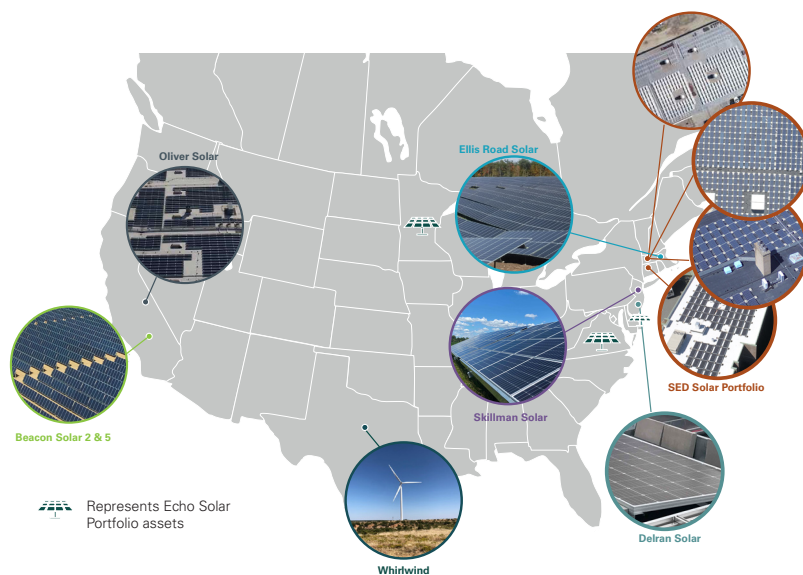 Oliver Solar
Ellis Road Solar
SED Solar Portfolio
Beacon Solar 2 & 5
Skillman Solar
Represents Echo Solar
Portfolio assets
Delran Solar
Whirlwind